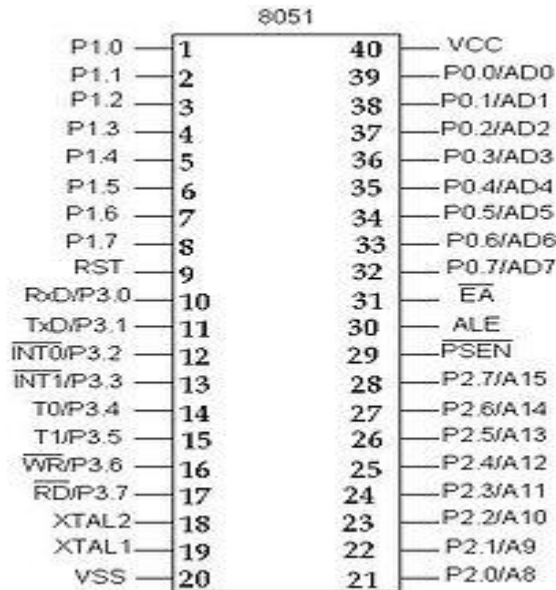 8051
P1.0 1 40 VCC
P1.1 2 39 P0.0/AD0
P1.2 3 38 P0.1/AD1
P1.3 4 37 P0.2/AD2
P1.4 5 36 P0.3/AD3
P1.5 6 35 P0.4/AD4
P1.6 7 34 P0.5/AD5
P1.7 8 33 P0.6/AD6
RST 9 32 P0.7/AD7
RxD/P3.0 10 31 EA
TxD/P3.1 11 30 ALE
INT0/P3.2 12 29 PSEN
INT1/P3.3 13 28 P2.7/A15
T0/P3.4 14 27 P2.6/A14
T1/P3.5 15 26 P2.5/A13
WR/P3.6 16 25 P2.4/A12
RD/P3.7 17 24 P2.3/A11
XTAL2 18 23 P2.2/A10
XTAL1 19 22 P2.1/A9
VSS 20 21 P2.0/A8